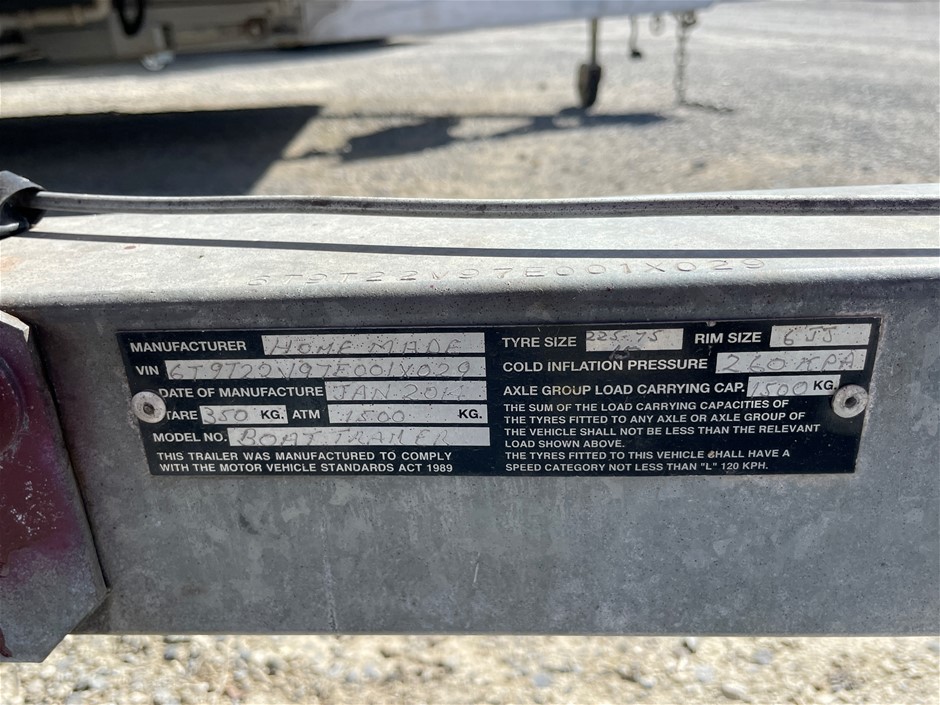 6T9T22V97E001X029
MANUFACTURER HOME MADE
VIN 6T9T22V97E001X029
DATE OF MANUFACTURE JAN
TARE 350 KG. ATM 1500 KG.
MODEL NO. BOAT TRAILER
THIS TRAILER WAS MANUFACTURED TO COMPLY
WITH THE MOTOR VEHICLE STANDARDS ACT 1989
TYRE SIZE 225-75 RIM SIZE 6 JJ
COLD INFLATION PRESSURE 260 KPA
AXLE GROUP LOAD CARRYING CAP. 1500 KG.
THE SUM OF THE LOAD CARRYING CAPACITIES OF
THE TYRES FITTED TO ANY AXLE OR AXLE GROUP OF
THE VEHICLE SHALL NOT BE LESS THAN THE RELEVANT
LOAD SHOWN ABOVE.
THE TYRES FITTED TO THIS VEHICLE SHALL HAVE A
SPEED CATEGORY NOT LESS THAN "L" 120 KPH.